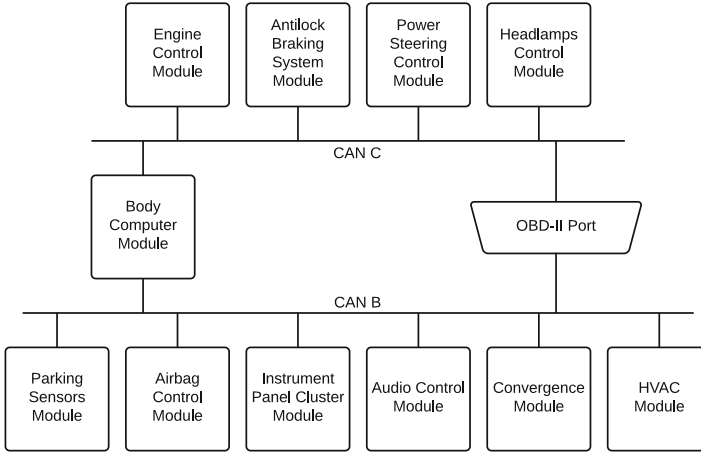 Engine
Control
Module
Antilock
Braking
System
Module
Power
Steering
Control
Module
Headlamps
Control
Module
CAN C
Body
Computer
Module
OBD-II Port
CAN B
Parking
Sensors
Module
Airbag
Control
Module
Instrument
Panel Cluster
Module
Audio Control
Module
Convergence
Module
HVAC
Module